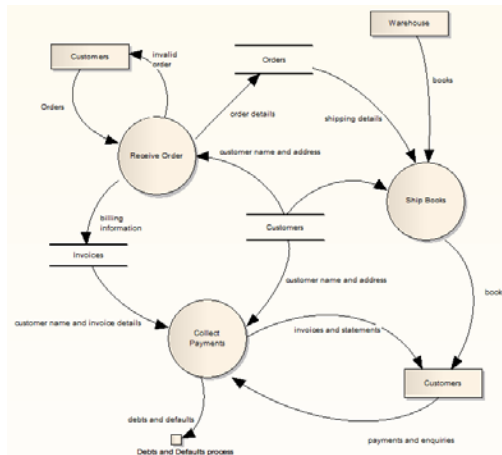 Warehouse
Customers
invalid
order
Orders
books
Orders
order details
shipping details
Receive Order
customer name and address
Ship Books
billing
information
Customers
Invoices
customer name and address
book
customer name and invoice details
Collect
Payments
invoices and statements
Customers
debts and defaults
payments and enquiries
Debts and Defaults process